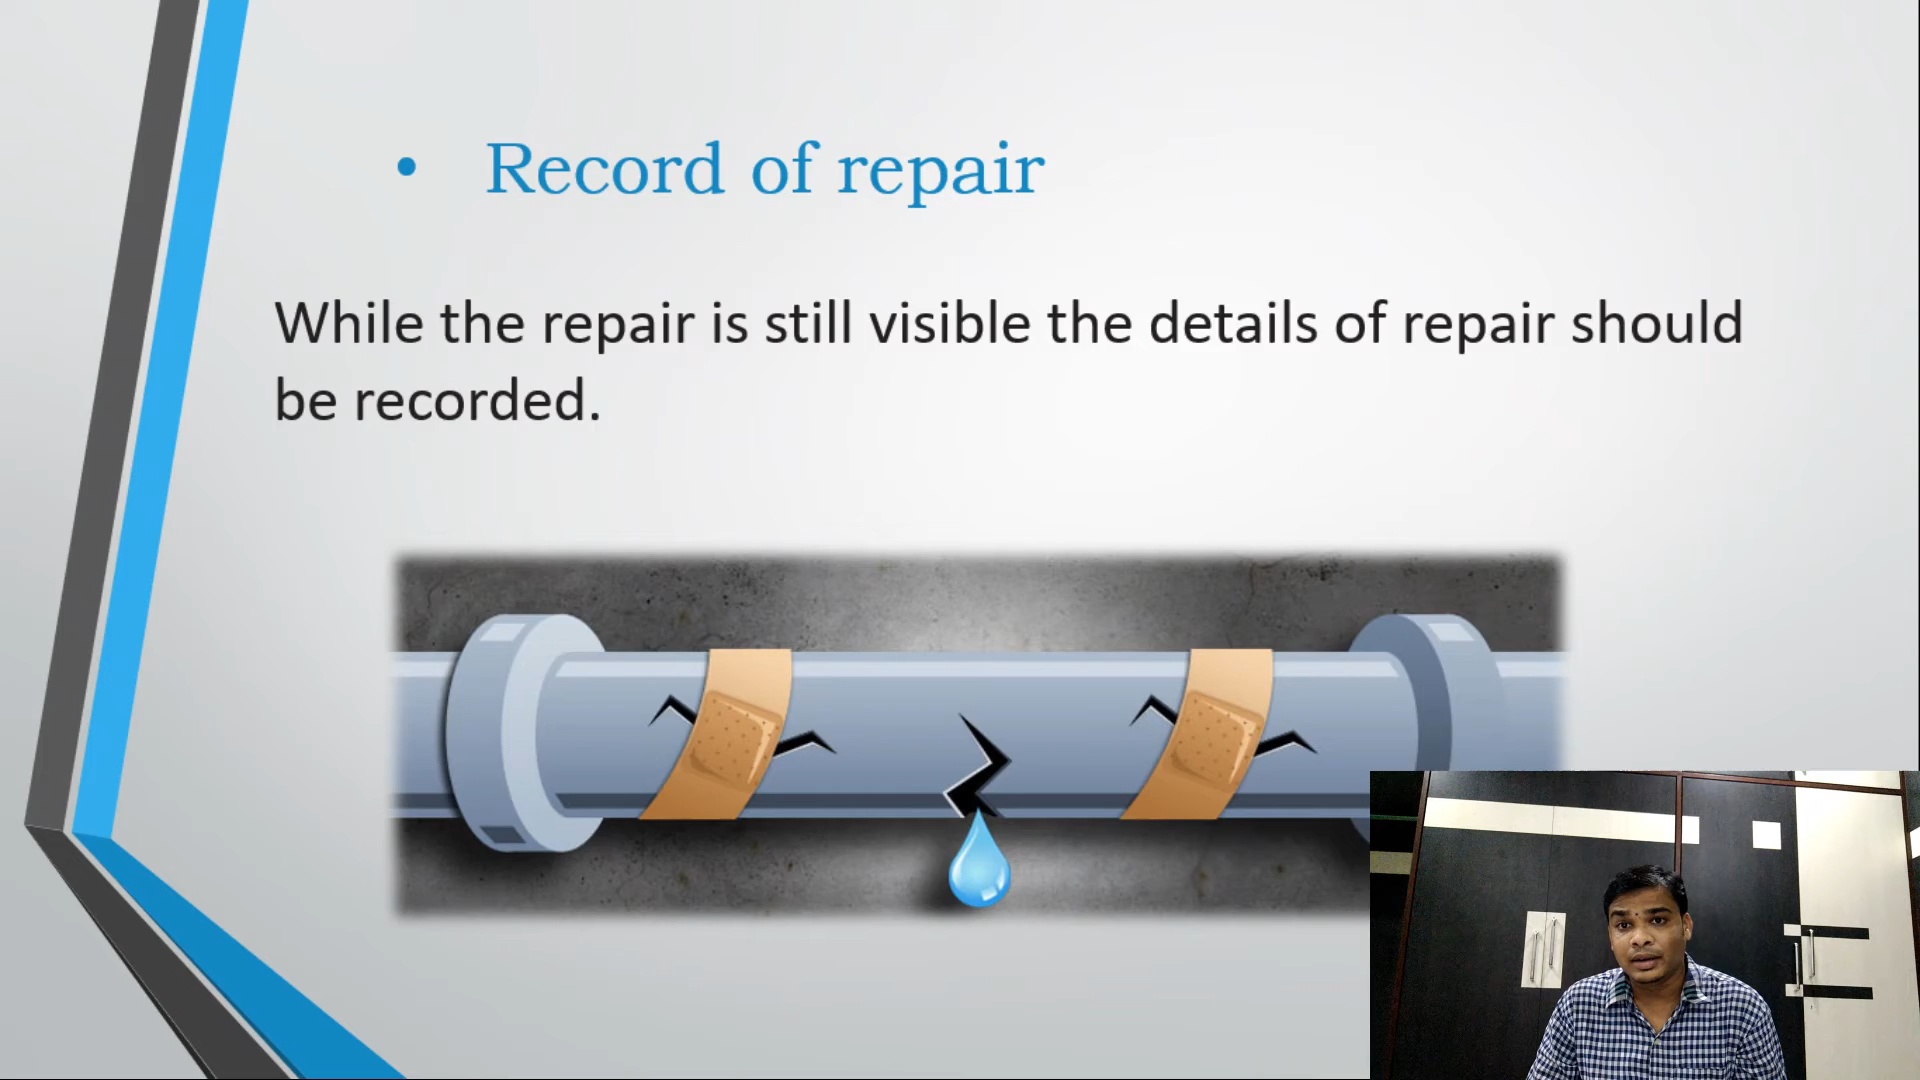 • Record of repair
While the repair is still visible the details of repair should
be recorded.